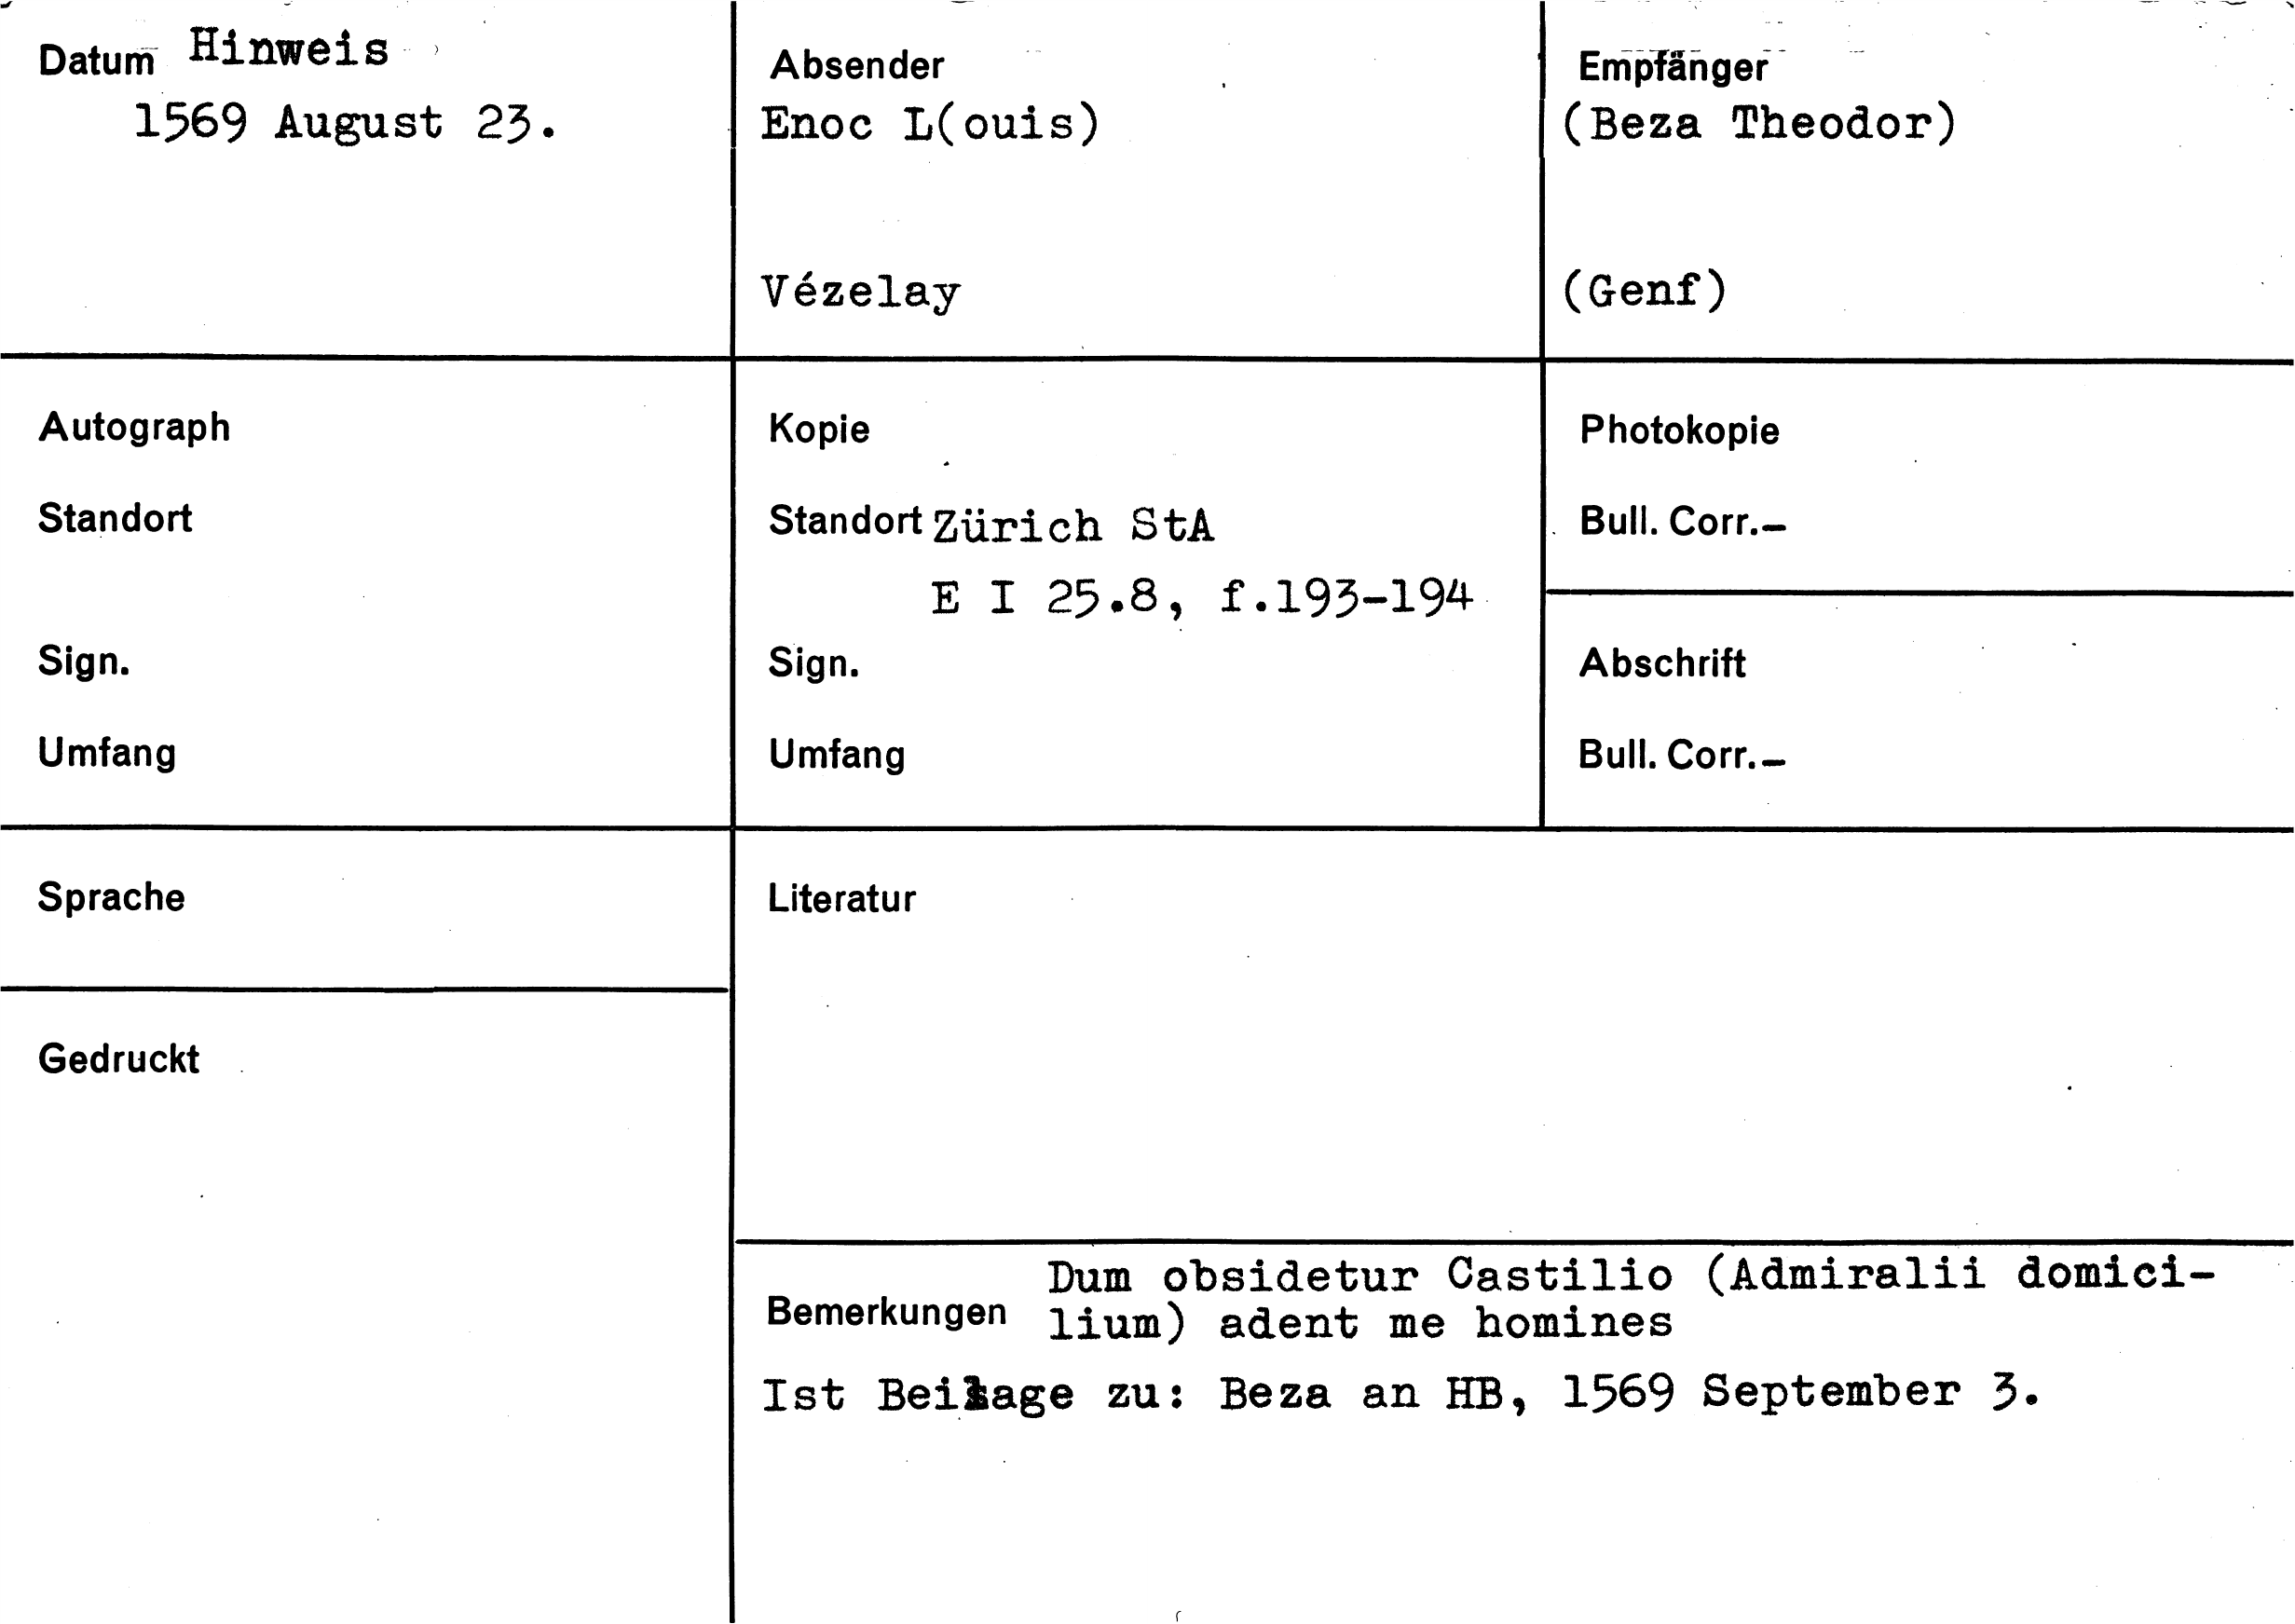 Datum Hinweis
1569 August 23.
Absender
Enoc L(ouis)
Vézelay
Empfänger
(Beza Theodor)
(Genf)
Autograph
Standort
Sign.
Umfang
Kopie
Standort Zürich StA
E I 25.8, f.193-194
Sign.
Umfang
Photokopie
Bull. Corr.–
Abschrift
Bull. Corr.–
Sprache
Gedruckt
Literatur
Bemerkungen
Dum obsidetur Castilio (Admiralii domici-
lium) adent me homines
Ist Beilage zu: Beza an HB, 1569 September 3.